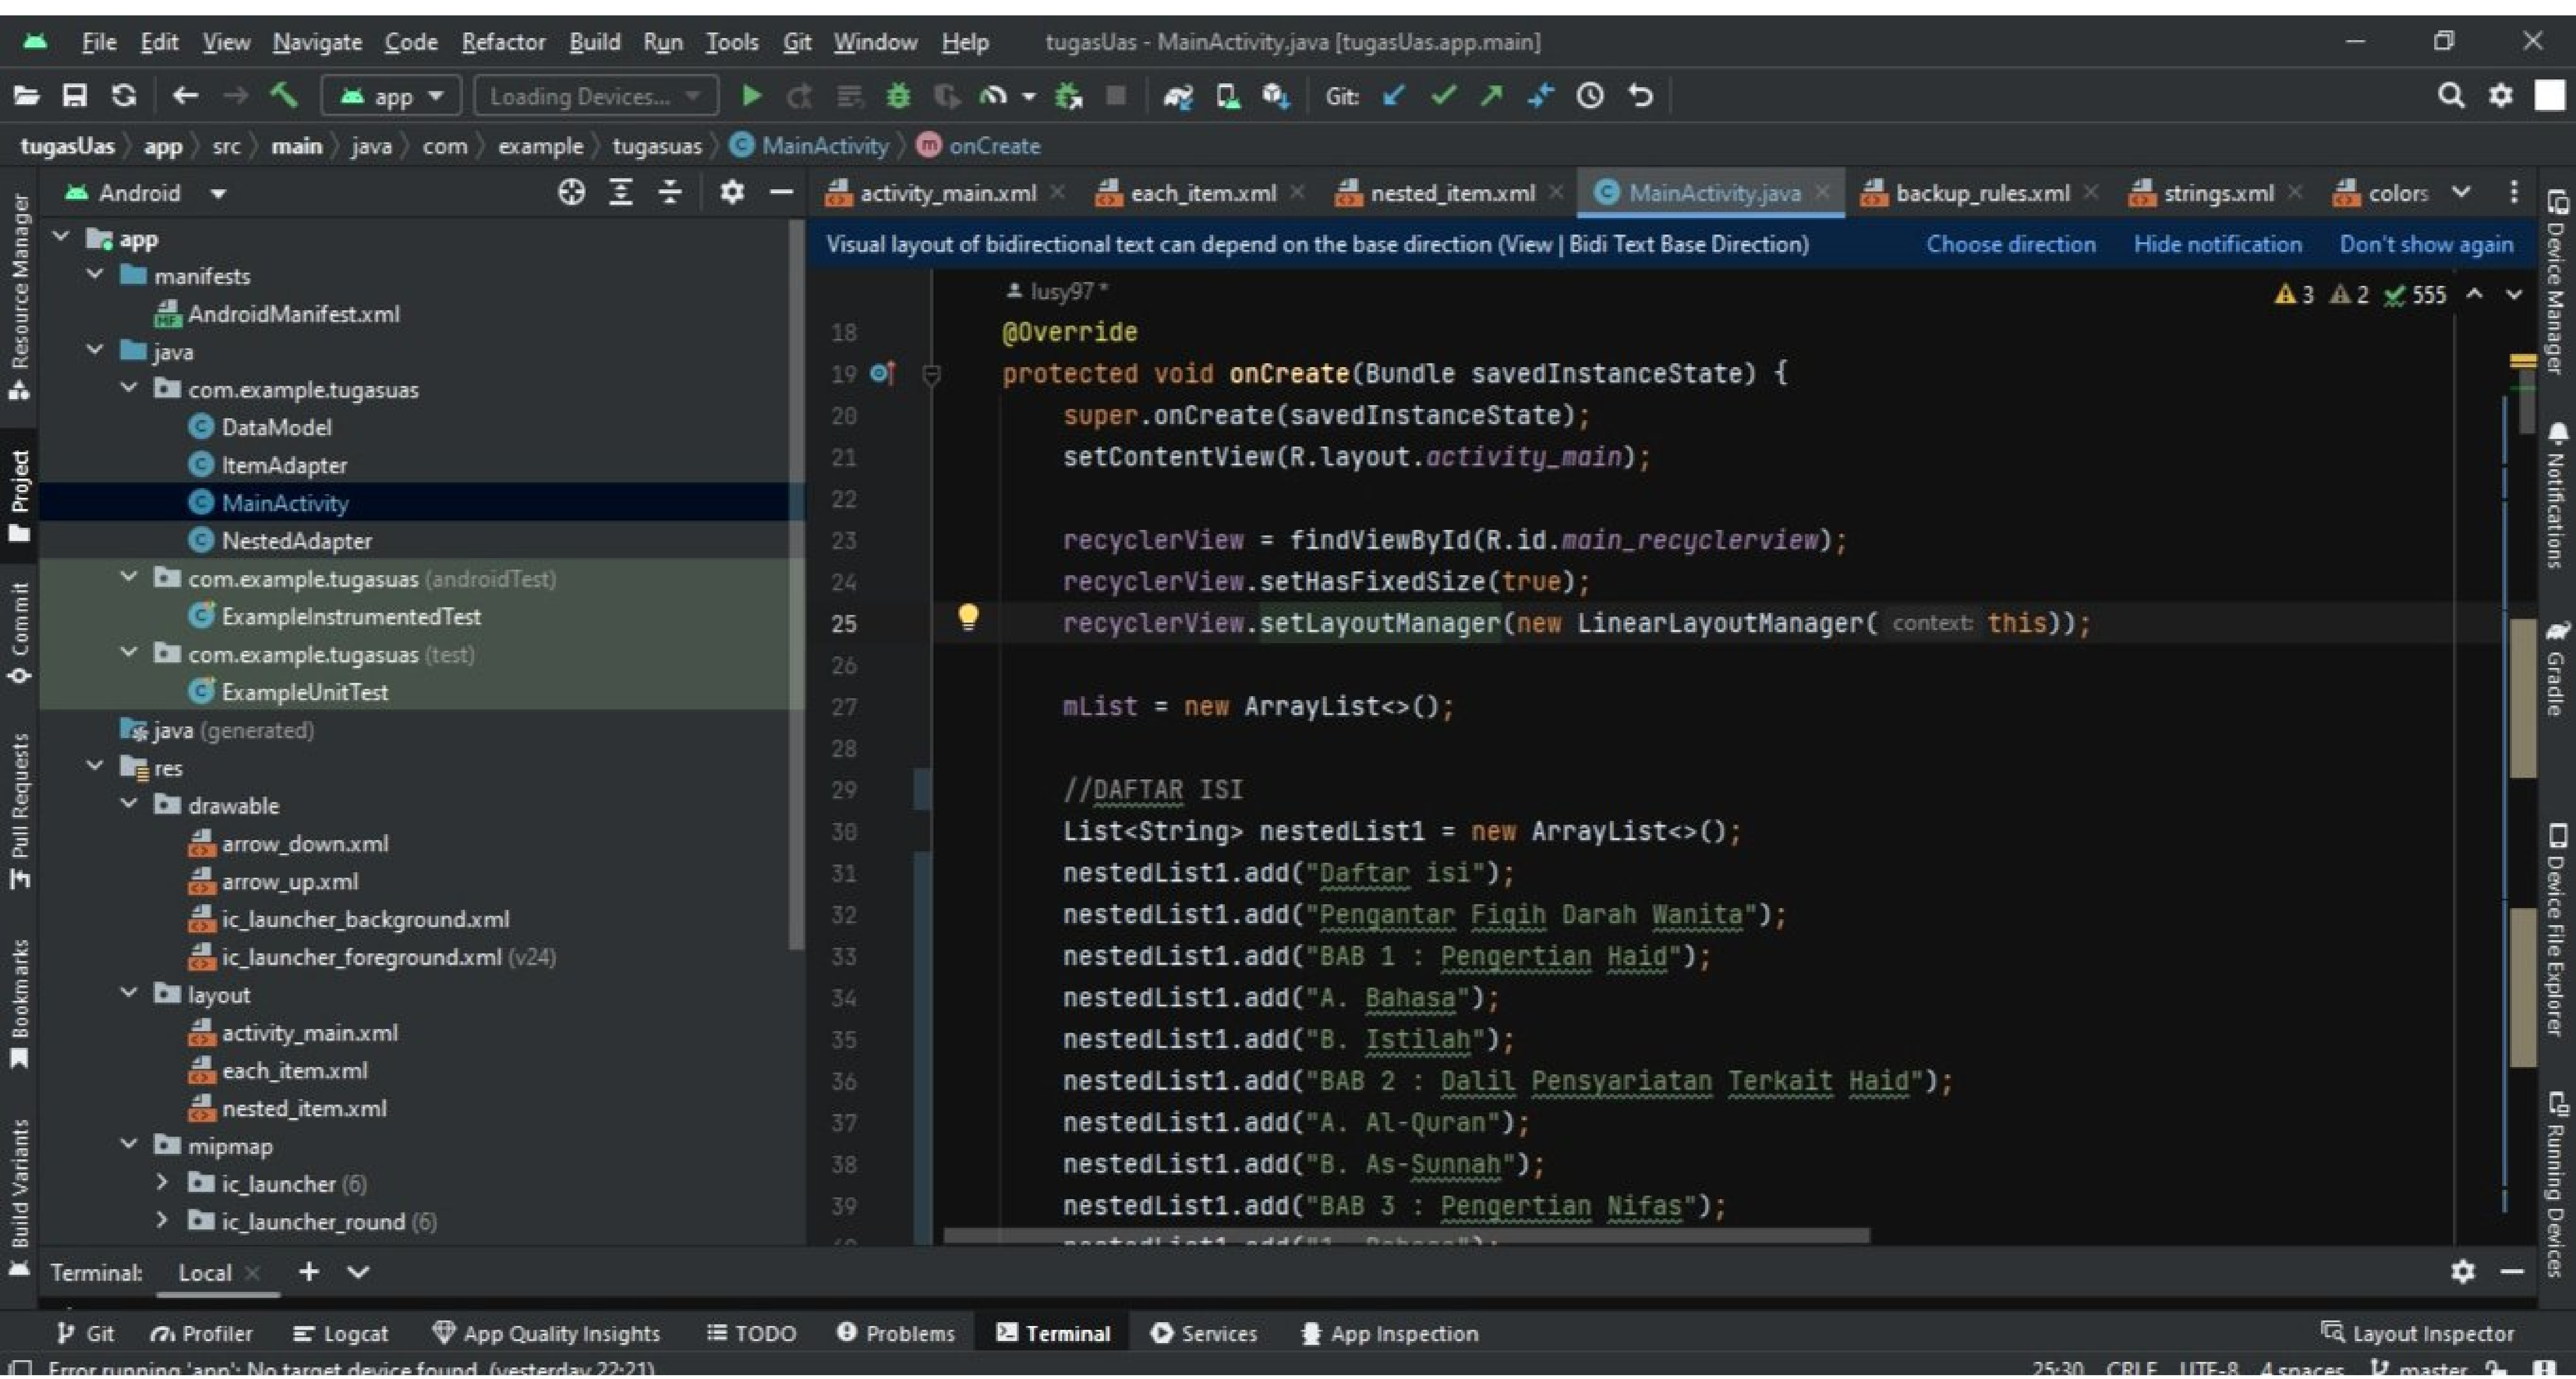 File Edit View Navigate Code Refactor Build Run Tools Git Window Help tugasUas - MainActivity.java [tugasUas.app.main]
app Loading Devices... Git:
tugasUas app src main java com example tugasuas MainActivity onCreate
Android
activity_main.xml each_item.xml nested_item.xml MainActivity.java backup_rules.xml strings.xml colors
Visual layout of bidirectional text can depend on the base direction (View | Bidi Text Base Direction) Choose direction Hide notification Don't show again
Resource Manager
Project
Commit
Pull Requests
Bookmarks
Build Variants
app
manifests
AndroidManifest.xml
java
com.example.tugasuas
DataModel
ItemAdapter
MainActivity
NestedAdapter
com.example.tugasuas (androidTest)
ExampleInstrumentedTest
com.example.tugasuas (test)
ExampleUnitTest
java (generated)
res
drawable
arrow_down.xml
arrow_up.xml
ic_launcher_background.xml
ic_launcher_foreground.xml (v24)
layout
activity_main.xml
each_item.xml
nested_item.xml
mipmap
ic_launcher (6)
ic_launcher_round (6)
lusy97 *
3 2 555
18 @Override
19 protected void onCreate(Bundle savedInstanceState) {
20 super.onCreate(savedInstanceState);
21 setContentView(R.layout.activity_main);
22
23 recyclerView = findViewById(R.id.main_recyclerview);
24 recyclerView.setHasFixedSize(true);
25 recyclerView.setLayoutManager(new LinearLayoutManager( context: this));
26
27 mList = new ArrayList<>();
28
29 //DAFTAR ISI
30 List<String> nestedList1 = new ArrayList<>();
31 nestedList1.add("Daftar isi");
32 nestedList1.add("Pengantar Fiqih Darah Wanita");
33 nestedList1.add("BAB 1 : Pengertian Haid");
34 nestedList1.add("A. Bahasa");
35 nestedList1.add("B. Istilah");
36 nestedList1.add("BAB 2 : Dalil Pensyariatan Terkait Haid");
37 nestedList1.add("A. Al-Quran");
38 nestedList1.add("B. As-Sunnah");
39 nestedList1.add("BAB 3 : Pengertian Nifas");
Device Manager
Notifications
Gradle
Device File Explorer
Running Devices
Terminal: Local
Git Profiler Logcat App Quality Insights TODO Problems Terminal Services App Inspection Layout Inspector
Error running 'app': No target device found. (yesterday 22:21) 25:30 CRLF UTF-8 4 spaces master